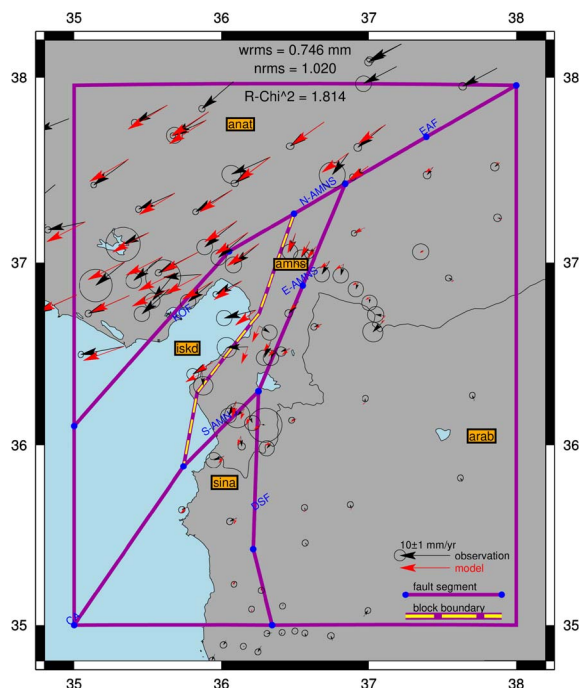 35 36 37 38
wrms = 0.746 mm
nrms = 1.020
R-Chi^2 = 1.814
38 38
anat
EAF
N-AMNS
37 37
amns
E-AMNS
KOF
iskd
36 36
S-AMNS
arab
sina
DSF
10±1 mm/yr
observation
model
fault segment
block boundary
35 35
35 36 37 38